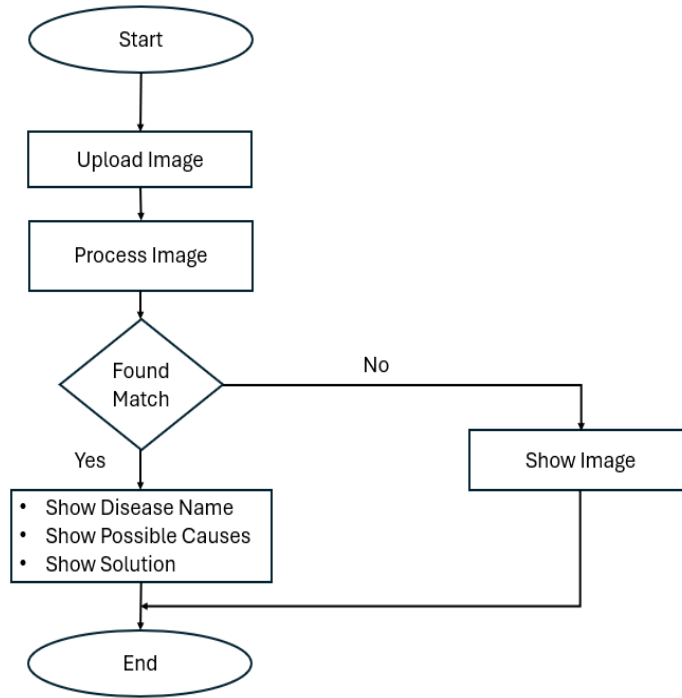 Start
Upload Image
Process Image
Found
Match
No
Yes
Show Image
• Show Disease Name
• Show Possible Causes
• Show Solution
End